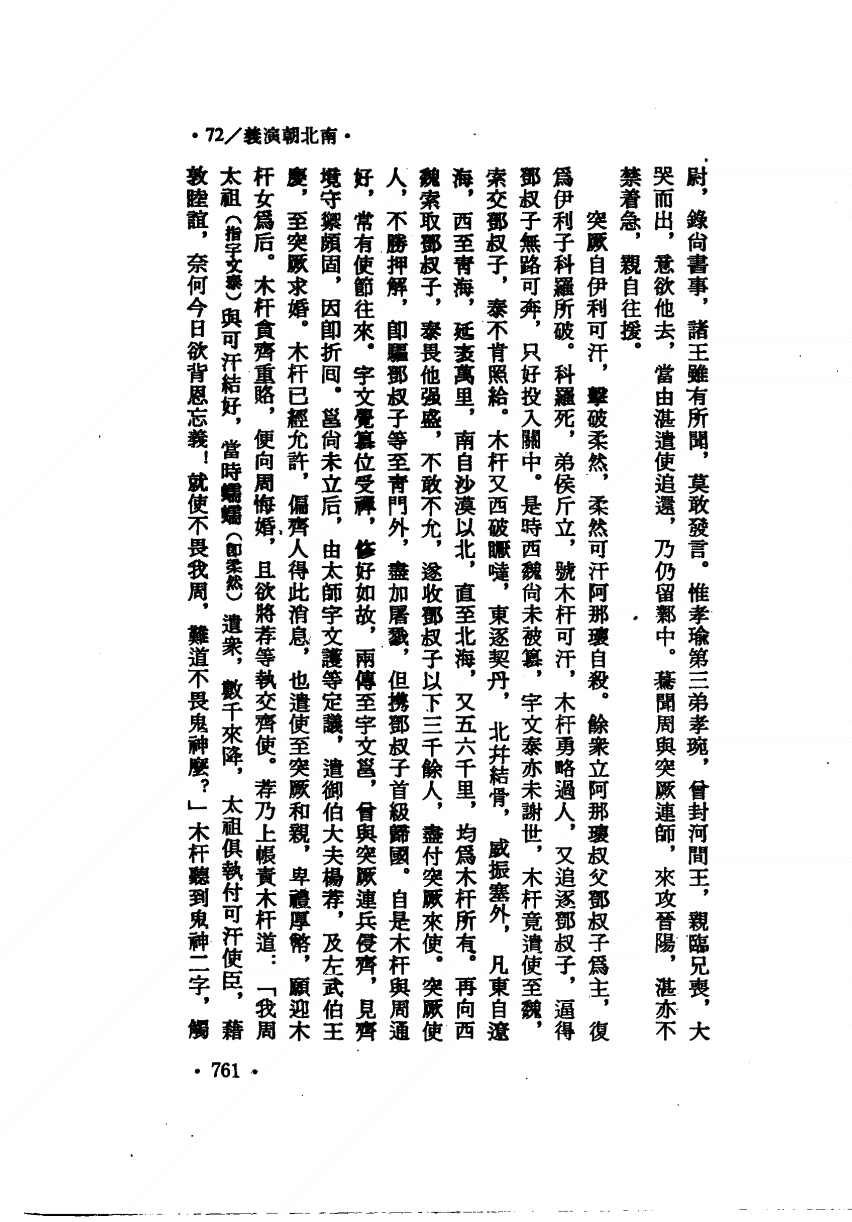 •72／義演朝北南•
尉，錄尙書事，諸王雖有所聞，莫敢發言。惟孝瑜第三弟孝琬，曾封河間王，親臨兄喪，大
哭而出，意欲他去，當由湛遣使追還，乃仍留鄴中。驀聞周與突厥連師，來攻晉陽，湛亦不
禁着急，親自往援。
突厥自伊利可汗，擊破柔然，柔然可汗阿那瓌自殺。餘衆立阿那瓌叔父鄧叔子爲主，復
爲伊利子科羅所破。科羅死，弟俟斤立，號木杆可汗，木杆勇略過人，又追逐鄧叔子，逼得
鄧叔子無路可奔，只好投入關中。是時西魏尙未被篡，宇文泰亦未謝世，木杆竟遣使至魏，
索交鄧叔子，泰不肯照給。木杆又西破嚈噠，東逐契丹，北幷結骨，威振塞外，凡東自遼
海，西至靑海，延袤萬里，南自沙漠以北，直至北海，又五六千里，均爲木杆所有。再向西
魏索取鄧叔子，泰畏他强盛，不敢不允，遂收鄧叔子以下三千餘人，盡付突厥來使。突厥使
人，不勝押解，卽驅鄧叔子等至靑門外，盡加屠戮，但携鄧叔子首級歸國。自是木杆與周通
好，常有使節往來。宇文覺篡位受禪，修好如故，兩傳至宇文邕，曾與突厥連兵侵齊，見齊
境守禦頗固，因卽折回。邕尙未立后，由太師宇文護等定議，遣御伯大夫楊荐，及左武伯王
慶，至突厥求婚。木杆已經允許，偏齊人得此消息，也遣使至突厥和親，卑禮厚幣，願迎木
杆女爲后。木杆貪齊重賂，便向周悔婚，且欲將荐等執交齊使。荐乃上帳責木杆道：「我周
太祖（指宇文泰）與可汗結好，當時蠕蠕（卽柔然）遺衆，數千來降，太祖俱執付可汗使臣，藉
敦睦誼，奈何今日欲背恩忘義！就使不畏我周，難道不畏鬼神麼？」木杆聽到鬼神二字，觸
•761•